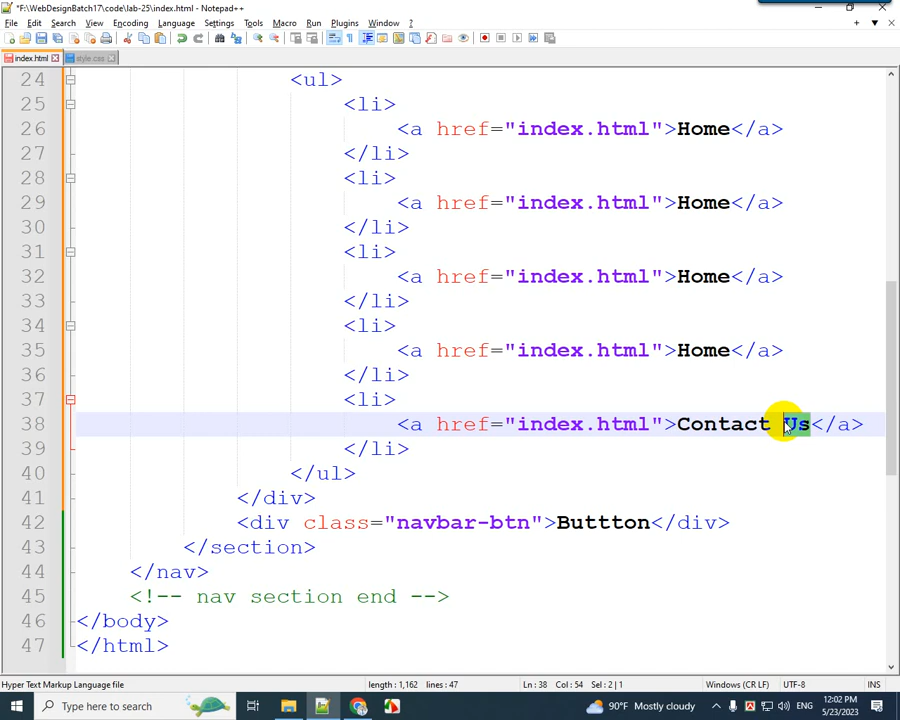 *F:\WebDesignBatch17\code\lab-25\index.html - Notepad++
File Edit Search View Encoding Language Settings Tools Macro Run Plugins Window ?
index.html style.css
24 <ul>
25 <li>
26 <a href="index.html">Home</a>
27 </li>
28 <li>
29 <a href="index.html">Home</a>
30 </li>
31 <li>
32 <a href="index.html">Home</a>
33 </li>
34 <li>
35 <a href="index.html">Home</a>
36 </li>
37 <li>
38 <a href="index.html">Contact Us</a>
39 </li>
40 </ul>
41 </div>
42 <div class="navbar-btn">Buttton</div>
43 </section>
44 </nav>
45 <!-- nav section end -->
46 </body>
47 </html>
Hyper Text Markup Language file length : 1,162 lines : 47 Ln : 38 Col : 54 Sel : 2 | 1 Windows (CR LF) UTF-8 INS
Type here to search 90°F Mostly cloudy 12:02 PM
5/23/2023